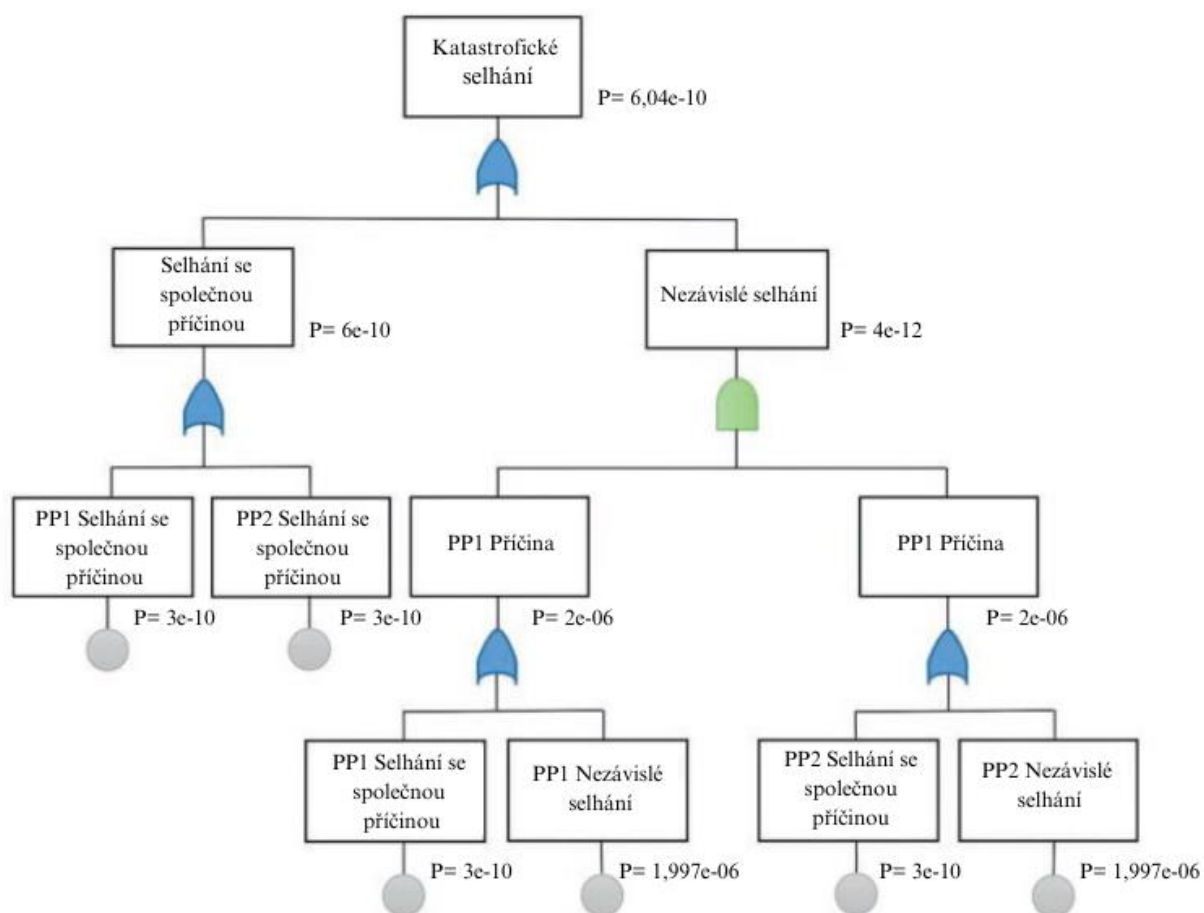 Katastrofické
selhání
P= 6,04e-10
Selhání se
společnou
příčinou
P= 6e-10
Nezávislé selhání
P= 4e-12
PP1 Selhání se
společnou
příčinou
P= 3e-10
PP2 Selhání se
společnou
příčinou
P= 3e-10
PP1 Příčina
P= 2e-06
PP1 Příčina
P= 2e-06
PP1 Selhání se
společnou
příčinou
P= 3e-10
PP1 Nezávislé
selhání
P= 1,997e-06
PP2 Selhání se
společnou
příčinou
P= 3e-10
PP2 Nezávislé
selhání
P= 1,997e-06